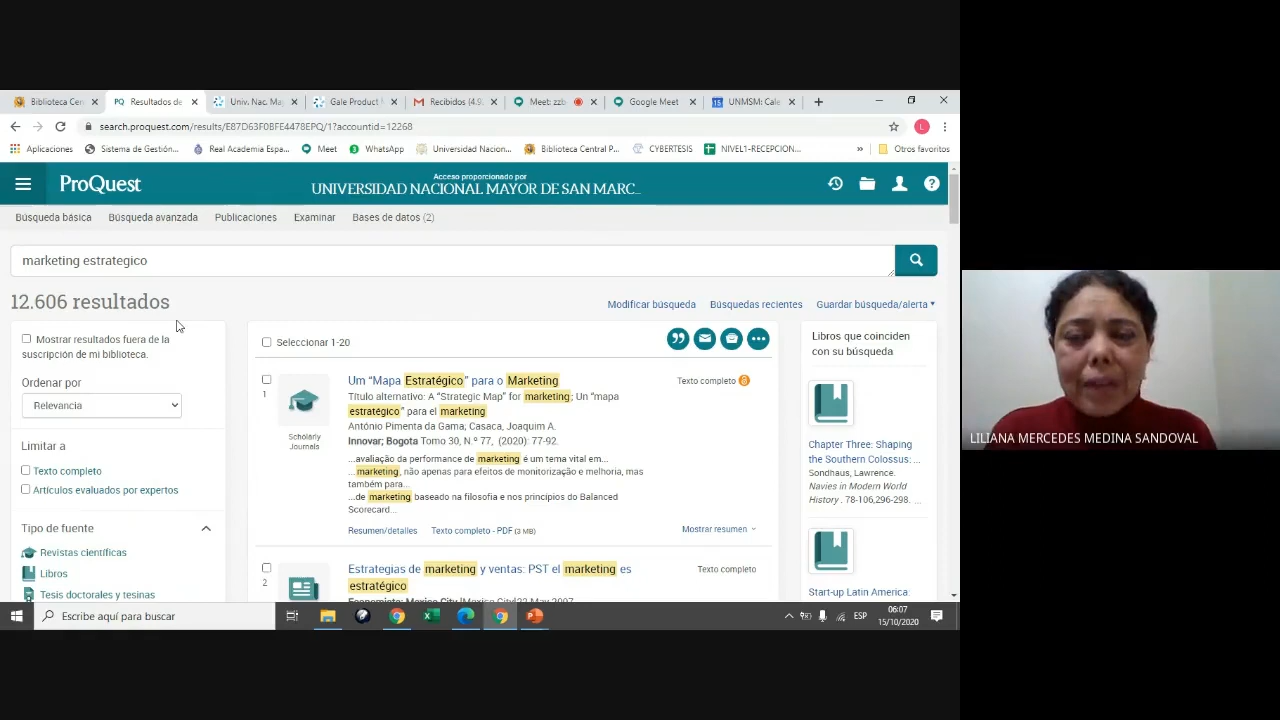 Biblioteca Cer
Resultados de
Univ. Nac. Ma
Gale Product
Recibidos (4.9
Meet: zzb
Google Meet
UNMSM: Cale
search.proquest.com/results/E87D63F0BFE4478EPQ/1?accountid=12268
Aplicaciones
Sistema de Gestión...
Real Academia Espa...
Meet
WhatsApp
Universidad Nacion...
Biblioteca Central P...
CYBERTESIS
NIVEL1-RECEPCION...
Otros favoritos
ProQuest
Acceso proporcionado por
UNIVERSIDAD NACIONAL MAYOR DE SAN MARC...
Búsqueda básica
Búsqueda avanzada
Publicaciones
Examinar
Bases de datos (2)
marketing estrategico
12.606 resultados
Modificar búsqueda
Búsquedas recientes
Guardar búsqueda/alerta
Mostrar resultados fuera de la
suscripción de mi biblioteca.
Ordenar por
Relevancia
Limitar a
Texto completo
Artículos evaluados por expertos
Tipo de fuente
Revistas científicas
Libros
Tesis doctorales y tesinas
Seleccionar 1-20
1
Scholarly
Journals
Um “Mapa Estratégico” para o Marketing
Texto completo
Título alternativo: A “Strategic Map” for marketing; Un “mapa
estratégico” para el marketing
António Pimenta da Gama; Casaca, Joaquim A.
Innovar; Bogota Tomo 30, N.º 77, (2020): 77-92.
...avaliação da performance de marketing é um tema vital em...
...marketing, não apenas para efeitos de monitorização e melhoria, mas
também para...
...de marketing baseado na filosofia e nos princípios do Balanced
Scorecard...
Resumen/detalles
Texto completo - PDF (3 MB)
Mostrar resumen
2
Estrategias de marketing y ventas: PST el marketing es
estratégico
Texto completo
Economista; Mexico City [Mexico City]22 May 2007.
Libros que coinciden
con su búsqueda
Chapter Three: Shaping
the Southern Colossus: ...
Sondhaus, Lawrence.
Navies in Modern World
History . 78-106,296-298. ...
Start-up Latin America:
LILIANA MERCEDES MEDINA SANDOVAL
Escribe aquí para buscar
ESP
06:07
15/10/2020